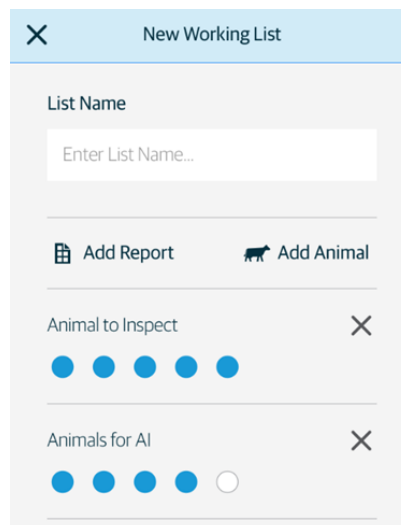 New Working List
List Name
Enter List Name...
Add Report Add Animal
Animal to Inspect
Animals for AI